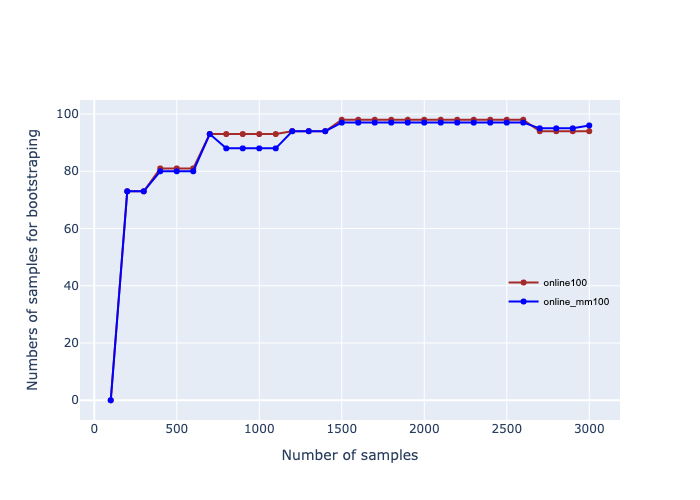 100
80
60
40
20
0
Numbers of samples for bootstraping
online100
online_mm100
0 500 1000 1500 2000 2500 3000
Number of samples